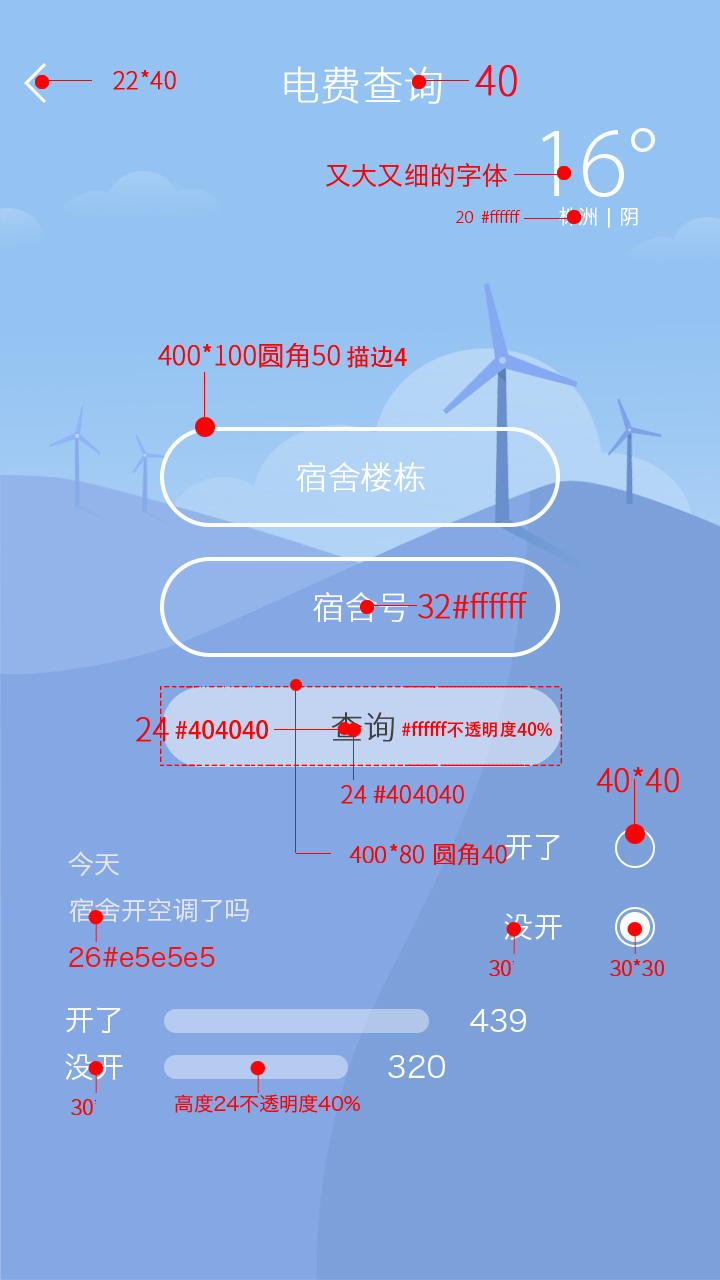 22*40
电费查询 40
16°
又大又细的字体
20 #ffffff 株洲 | 阴
400*100圆角50 描边4
宿舍楼栋
宿舍号 32#ffffff
24 #404040 查询 #ffffff不透明度40%
24 #404040
40*40
400*80 圆角40
开了
今天
宿舍开空调了吗
没开
26#e5e5e5
30
30*30
开了 439
没开 320
30
高度24不透明度40%